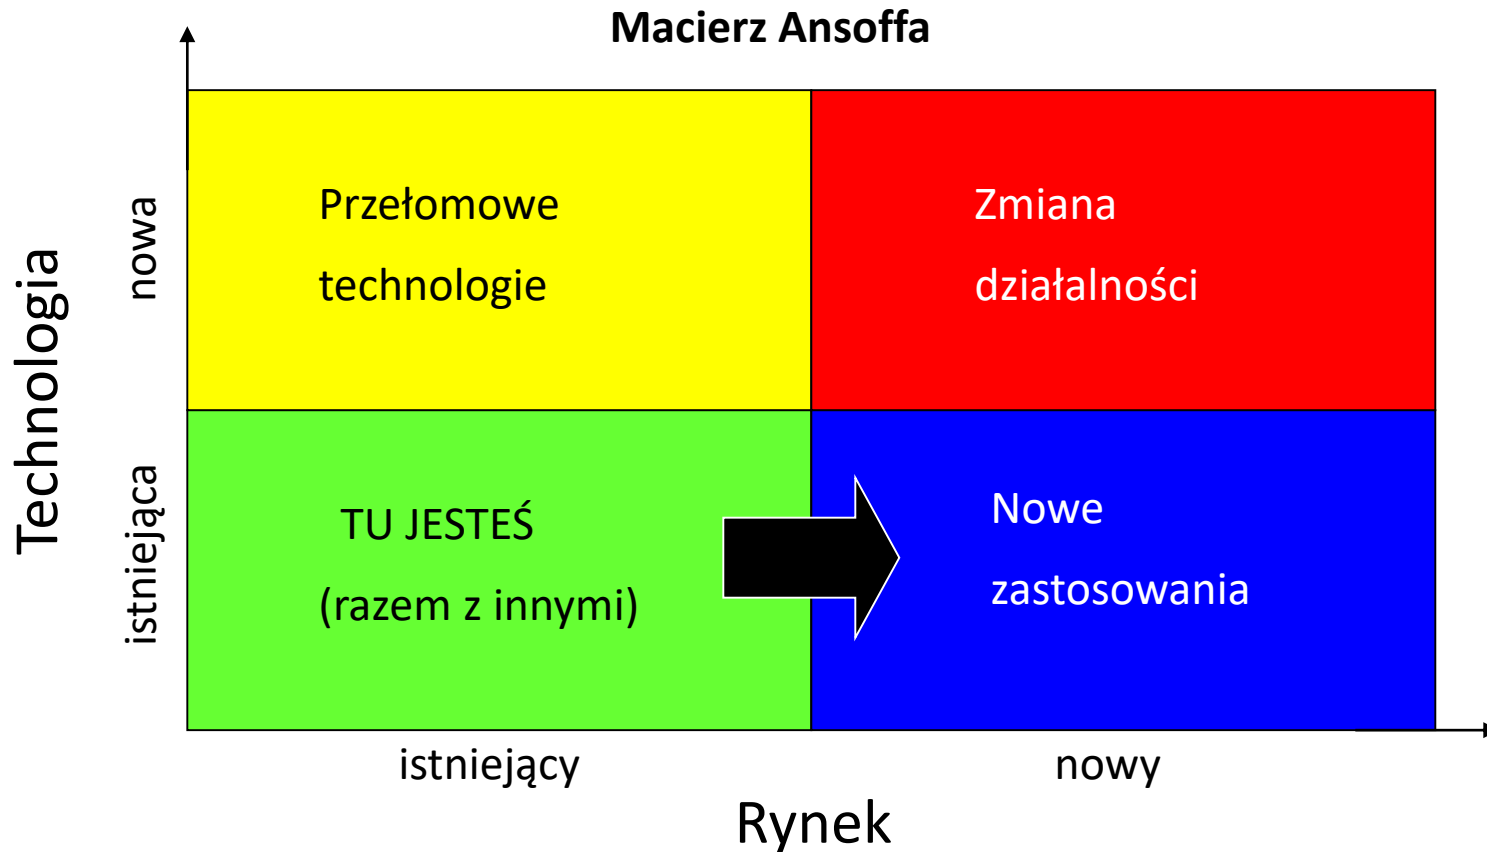 Macierz Ansoffa
Technologia
nowa
istniejąca
Przełomowe
technologie
Zmiana
działalności
TU JESTEŚ
(razem z innymi)
Nowe
zastosowania
istniejący
nowy
Rynek